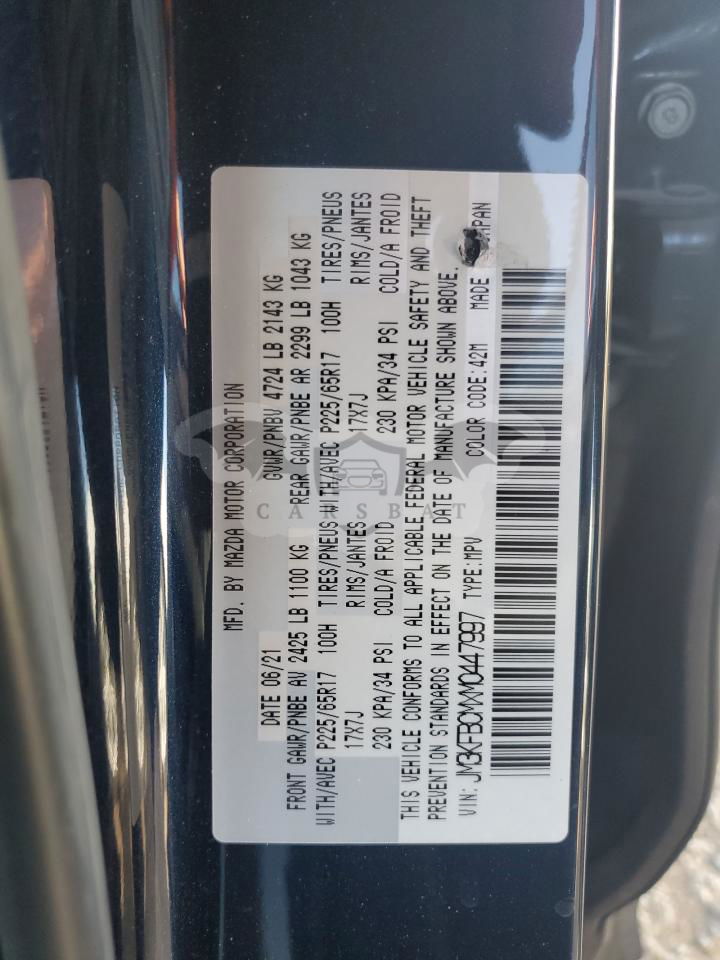 MFD. BY MAZDA MOTOR CORPORATION
DATE 06/21 GVWR/PNBV 4724 LB 2143 KG
FRONT GAWR/PNBE AV 2425 LB 1100 KG REAR GAWR/PNBE AR 2299 LB 1043 KG
WITH/AVEC P225/65R17 100H TIRES/PNEUS WITH/AVEC P225/65R17 100H TIRES/PNEUS
17X7J RIMS/JANTES 17X7J RIMS/JANTES
230 KPA/34 PSI COLD/A FROID 230 KPA/34 PSI COLD/A FROID
THIS VEHICLE CONFORMS TO ALL APPLICABLE FEDERAL MOTOR VEHICLE SAFETY AND THEFT
PREVENTION STANDARDS IN EFFECT ON THE DATE OF MANUFACTURE SHOWN ABOVE.
VIN: JM3KFBCMXM0447997 TYPE:MPV COLOR CODE:42M MADE
CARSBAT